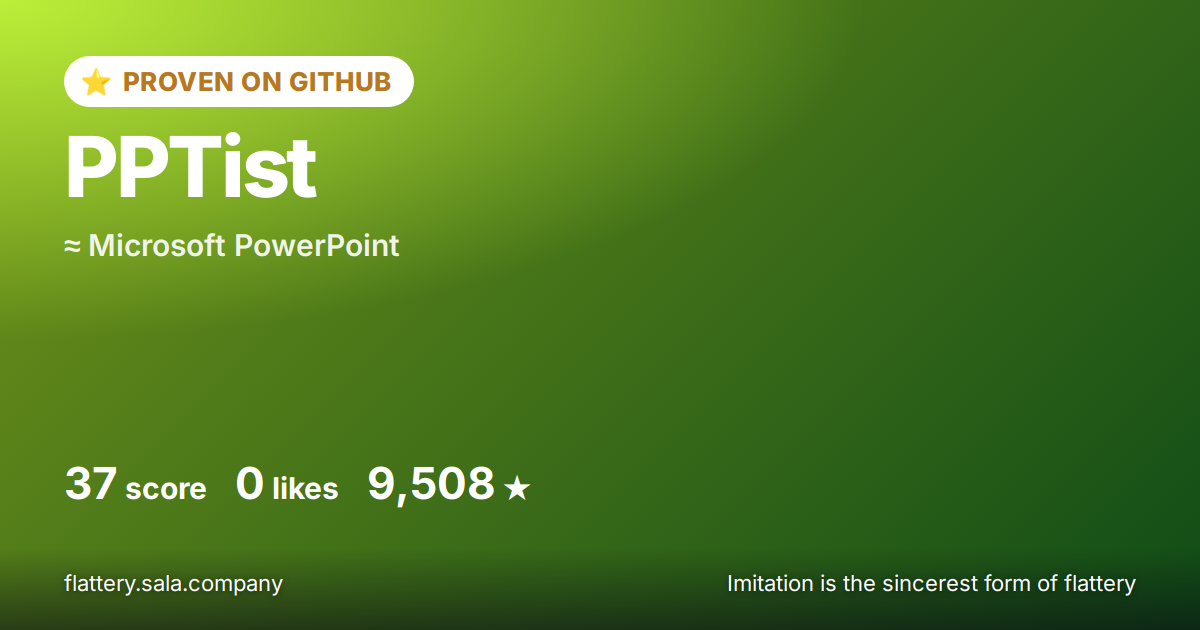 ⭐ PROVEN ON GITHUB
PPTist
≈ Microsoft PowerPoint
37 score 0 likes 9,508 ★
flattery.sala.company
Imitation is the sincerest form of flattery